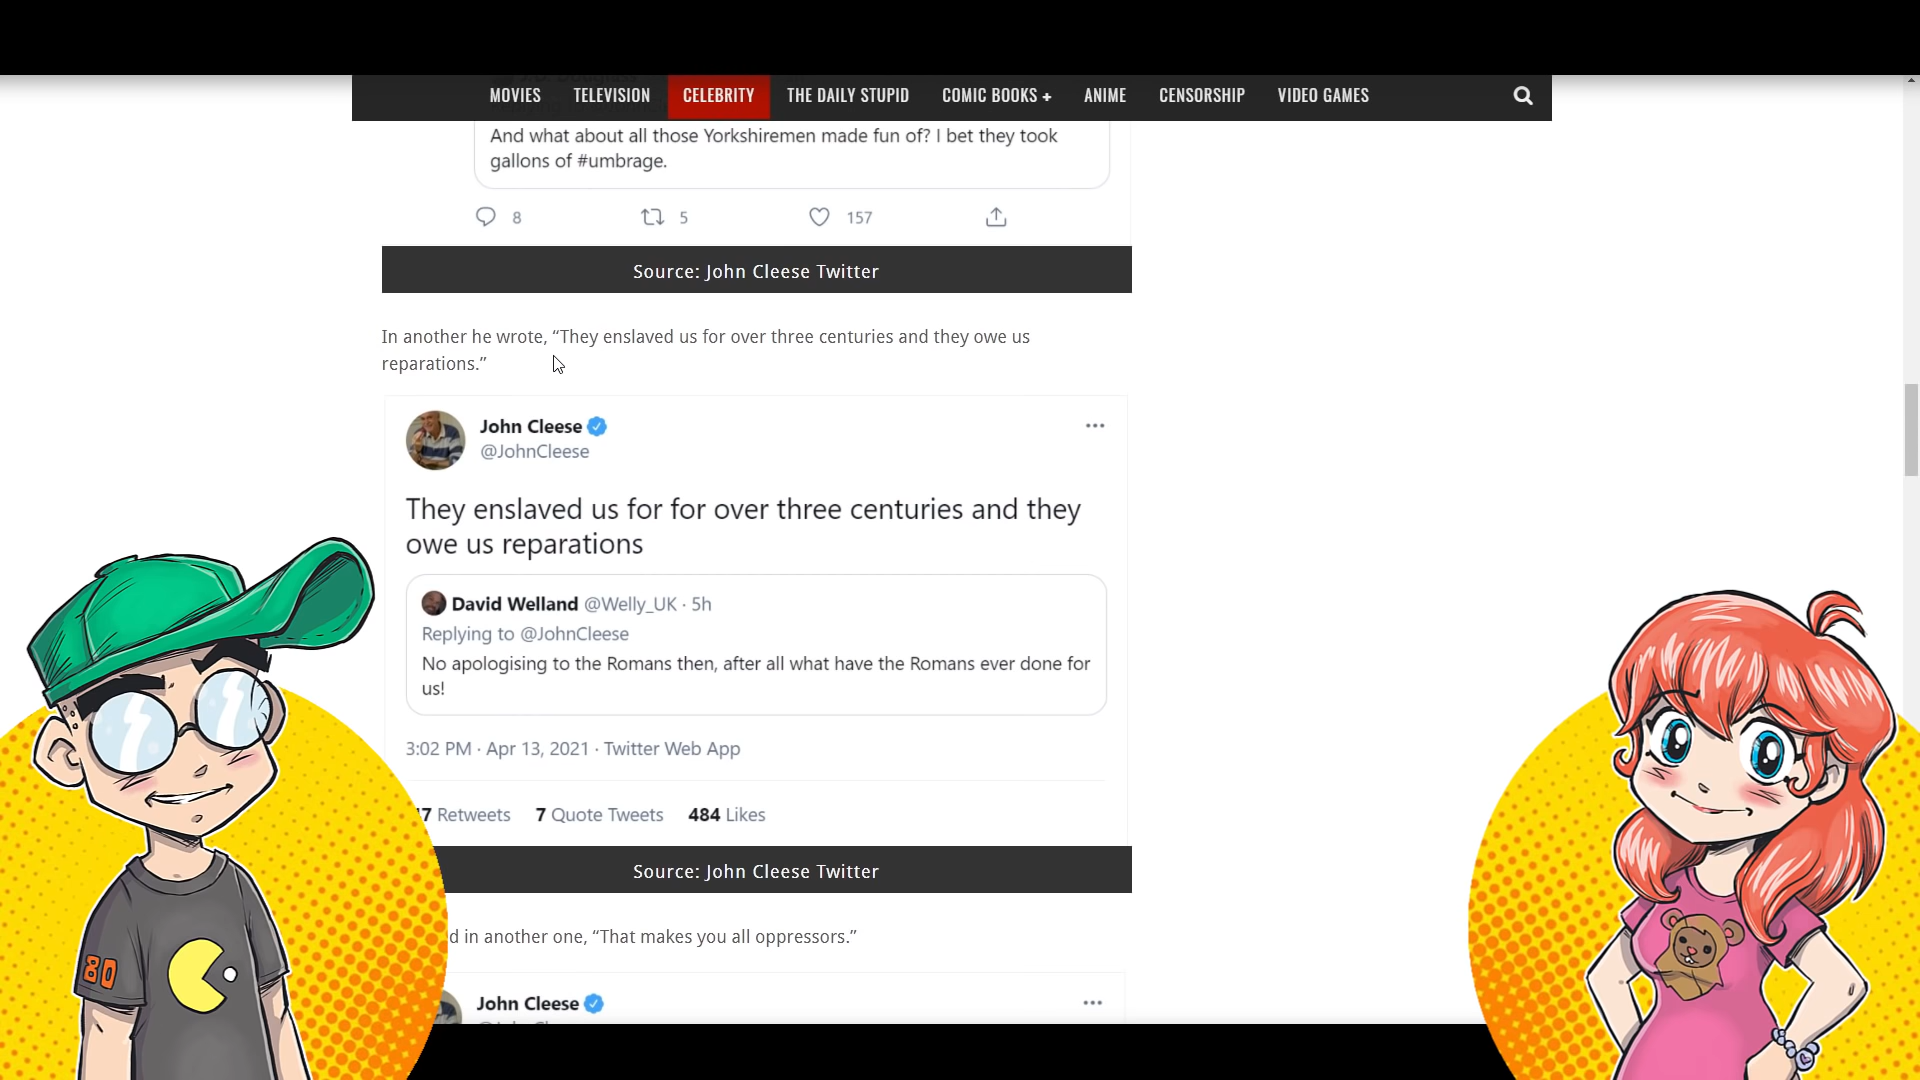 MOVIES TELEVISION CELEBRITY THE DAILY STUPID COMIC BOOKS + ANIME CENSORSHIP VIDEO GAMES
And what about all those Yorkshiremen made fun of? I bet they took
gallons of #umbrage.
8 5 157
Source: John Cleese Twitter
In another he wrote, “They enslaved us for over three centuries and they owe us
reparations.”
John Cleese
@JohnCleese
They enslaved us for for over three centuries and they
owe us reparations
David Welland @Welly_UK · 5h
Replying to @JohnCleese
No apologising to the Romans then, after all what have the Romans ever done for
us!
3:02 PM · Apr 13, 2021 · Twitter Web App
7 Retweets 7 Quote Tweets 484 Likes
Source: John Cleese Twitter
d in another one, “That makes you all oppressors.”
John Cleese
80